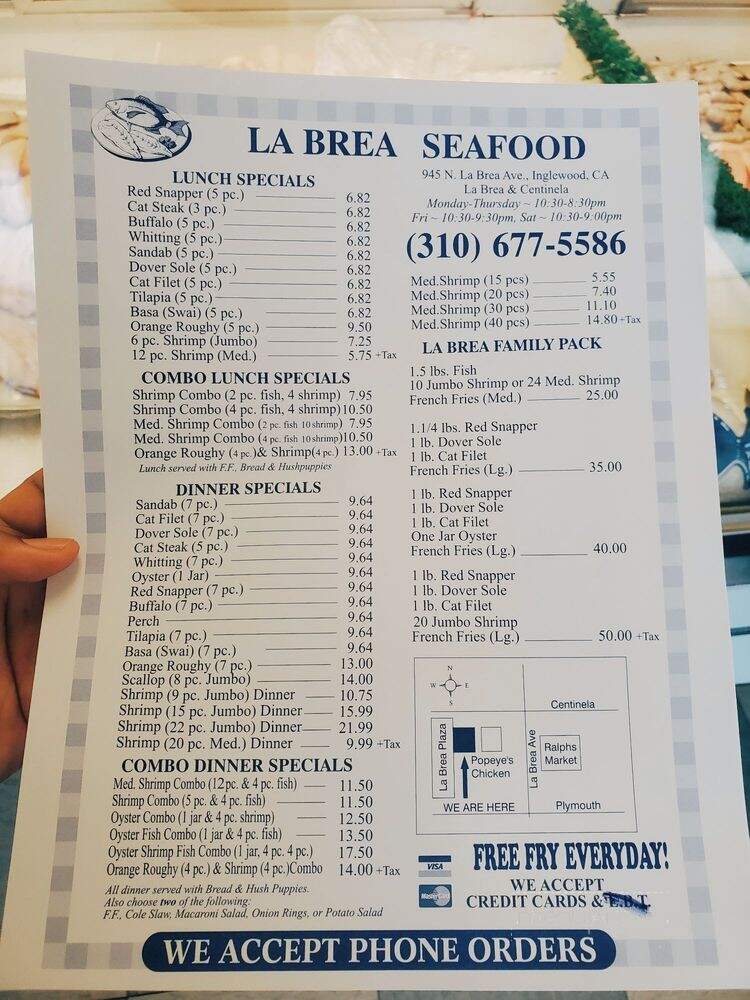 LA BREA SEAFOOD
LUNCH SPECIALS
Red Snapper (5 pc.) 6.82
Cat Steak (3 pc.) 6.82
Buffalo (5 pc.) 6.82
Whitting (5 pc.) 6.82
Sandab (5 pc.) 6.82
Dover Sole (5 pc.) 6.82
Cat Filet (5 pc.) 6.82
Tilapia (5 pc.) 6.82
Basa (Swai) (5 pc.) 6.82
Orange Roughy (5 pc.) 9.50
6 pc. Shrimp (Jumbo) 7.25
12 pc. Shrimp (Med.) 5.75 +Tax
COMBO LUNCH SPECIALS
Shrimp Combo (2 pc. fish, 4 shrimp) 7.95
Shrimp Combo (4 pc. fish, 4 shrimp) 10.50
Med. Shrimp Combo (2 pc. fish 10 shrimp) 7.95
Med. Shrimp Combo (4 pc. fish 10 shrimp) 10.50
Orange Roughy (4 pc.) & Shrimp (4 pc.) 13.00 +Tax
Lunch served with F.F., Bread & Hushpuppies
DINNER SPECIALS
Sandab (7 pc.) 9.64
Cat Filet (7 pc.) 9.64
Dover Sole (7 pc.) 9.64
Cat Steak (5 pc.) 9.64
Whitting (7 pc.) 9.64
Oyster (1 Jar) 9.64
Red Snapper (7 pc.) 9.64
Buffalo (7 pc.) 9.64
Perch 9.64
Tilapia (7 pc.) 9.64
Basa (Swai) (7 pc.) 9.64
Orange Roughy (7 pc.) 13.00
Scallop (8 pc. Jumbo) 14.00
Shrimp (9 pc. Jumbo) Dinner 10.75
Shrimp (15 pc. Jumbo) Dinner 15.99
Shrimp (22 pc. Jumbo) Dinner 21.99
Shrimp (20 pc. Med.) Dinner 9.99 +Tax
COMBO DINNER SPECIALS
Med. Shrimp Combo (12 pc. & 4 pc. fish) 11.50
Shrimp Combo (5 pc. & 4 pc. fish) 11.50
Oyster Combo (1 jar & 4 pc. shrimp) 12.50
Oyster Fish Combo (1 jar & 4 pc. fish) 13.50
Oyster Shrimp Fish Combo (1 jar, 4 pc. 4 pc.) 17.50
Orange Roughy (4 pc.) & Shrimp (4 pc.) Combo 14.00 +Tax
All dinner served with Bread & Hush Puppies.
Also choose two of the following:
F.F., Cole Slaw, Macaroni Salad, Onion Rings, or Potato Salad
945 N. La Brea Ave., Inglewood, CA
La Brea & Centinela
Monday-Thursday ~ 10:30-8:30pm
Fri ~ 10:30-9:30pm, Sat ~ 10:30-9:00pm
(310) 677-5586
Med.Shrimp (15 pcs) 5.55
Med.Shrimp (20 pcs) 7.40
Med.Shrimp (30 pcs) 11.10
Med.Shrimp (40 pcs) 14.80 +Tax
LA BREA FAMILY PACK
1.5 lbs. Fish
10 Jumbo Shrimp or 24 Med. Shrimp
French Fries (Med.) 25.00
1.1/4 lbs. Red Snapper
1 lb. Dover Sole
1 lb. Cat Filet
French Fries (Lg.) 35.00
1 lb. Red Snapper
1 lb. Dover Sole
1 lb. Cat Filet
One Jar Oyster
French Fries (Lg.) 40.00
1 lb. Red Snapper
1 lb. Dover Sole
1 lb. Cat Filet
20 Jumbo Shrimp
French Fries (Lg.) 50.00 +Tax
N
W E
S
Centinela
La Brea Plaza
Popeye's
Chicken
La Brea Ave
Ralphs
Market
WE ARE HERE
Plymouth
VISA
MasterCard
FREE FRY EVERYDAY!
WE ACCEPT
CREDIT CARDS & E.B.T.
WE ACCEPT PHONE ORDERS